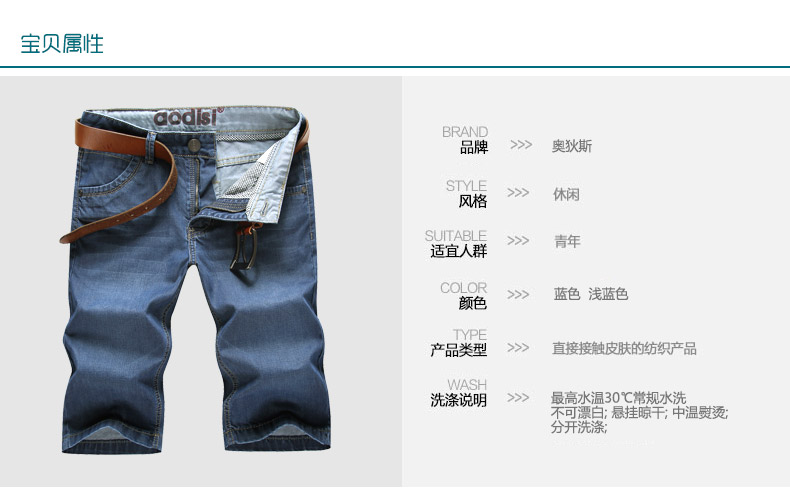 宝贝属性
aodisi®
BRAND
品牌 >>> 奥狄斯
STYLE
风格 >>> 休闲
SUITABLE
适宜人群 >>> 青年
COLOR
颜色 >>> 蓝色 浅蓝色
TYPE
产品类型 >>> 直接接触皮肤的纺织产品
WASH
洗涤说明 >>> 最高水温30℃常规水洗
不可漂白; 悬挂晾干; 中温熨烫;
分开洗涤;